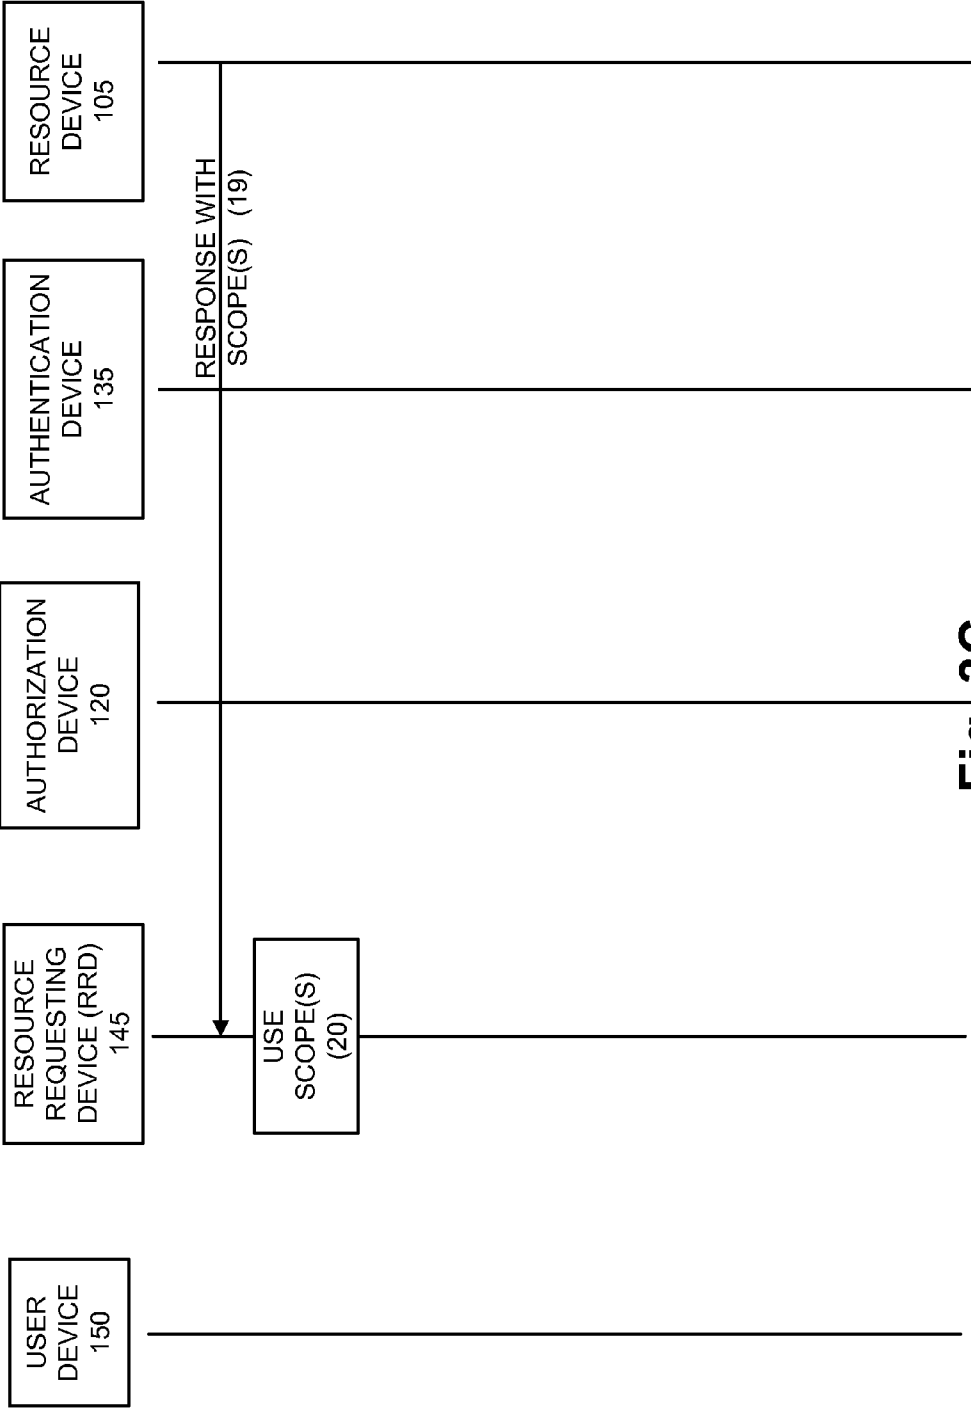 USER
DEVICE
150
RESOURCE
REQUESTING
DEVICE (RRD)
145
AUTHORIZATION
DEVICE
120
AUTHENTICATION
DEVICE
135
RESOURCE
DEVICE
105
RESPONSE WITH
SCOPE(S) (19)
USE
SCOPE(S)
(20)
Fig.